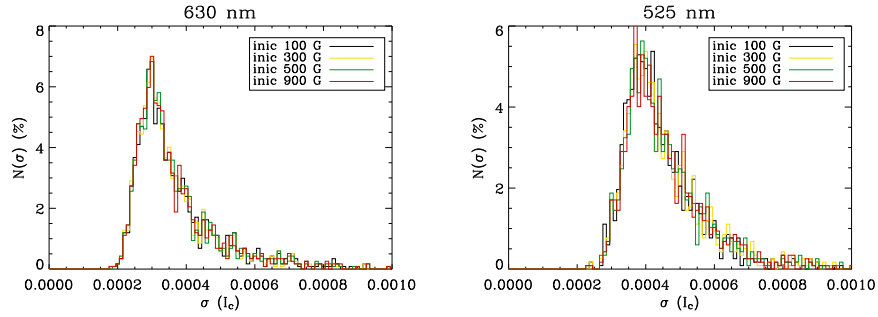 630 nm
8
6
4
2
0
N(σ) (%)
inic 100 G
inic 300 G
inic 500 G
inic 900 G
0.0000 0.0002 0.0004 0.0006 0.0008 0.0010
σ (Ic)
525 nm
6
4
2
0
N(σ) (%)
inic 100 G
inic 300 G
inic 500 G
inic 900 G
0.0000 0.0002 0.0004 0.0006 0.0008 0.0010
σ (Ic)